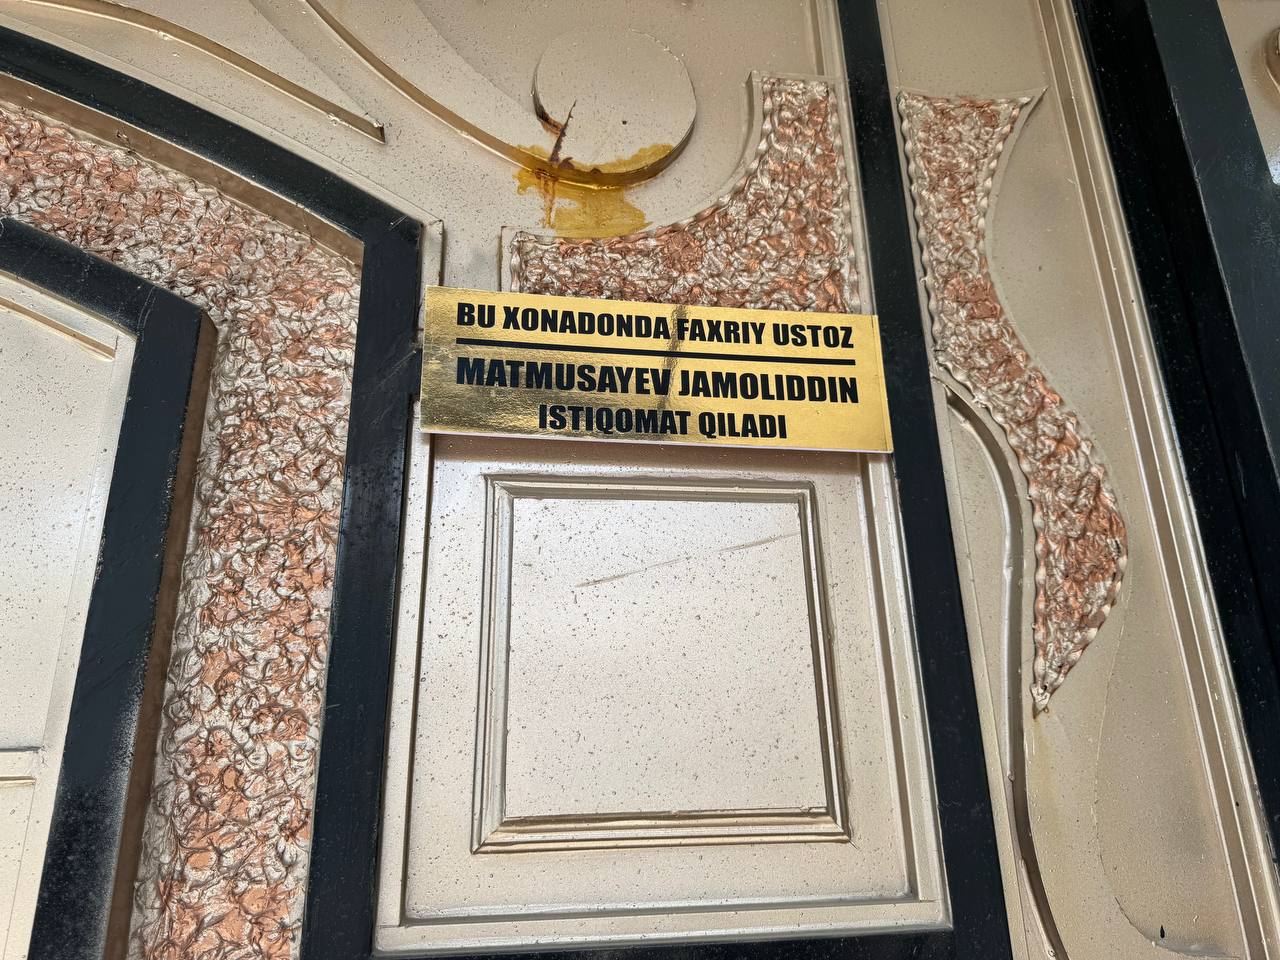 BU XONADONDA FAXRIY USTOZ
MATMUSAYEV JAMOLIDDIN
ISTIQOMAT QILADI